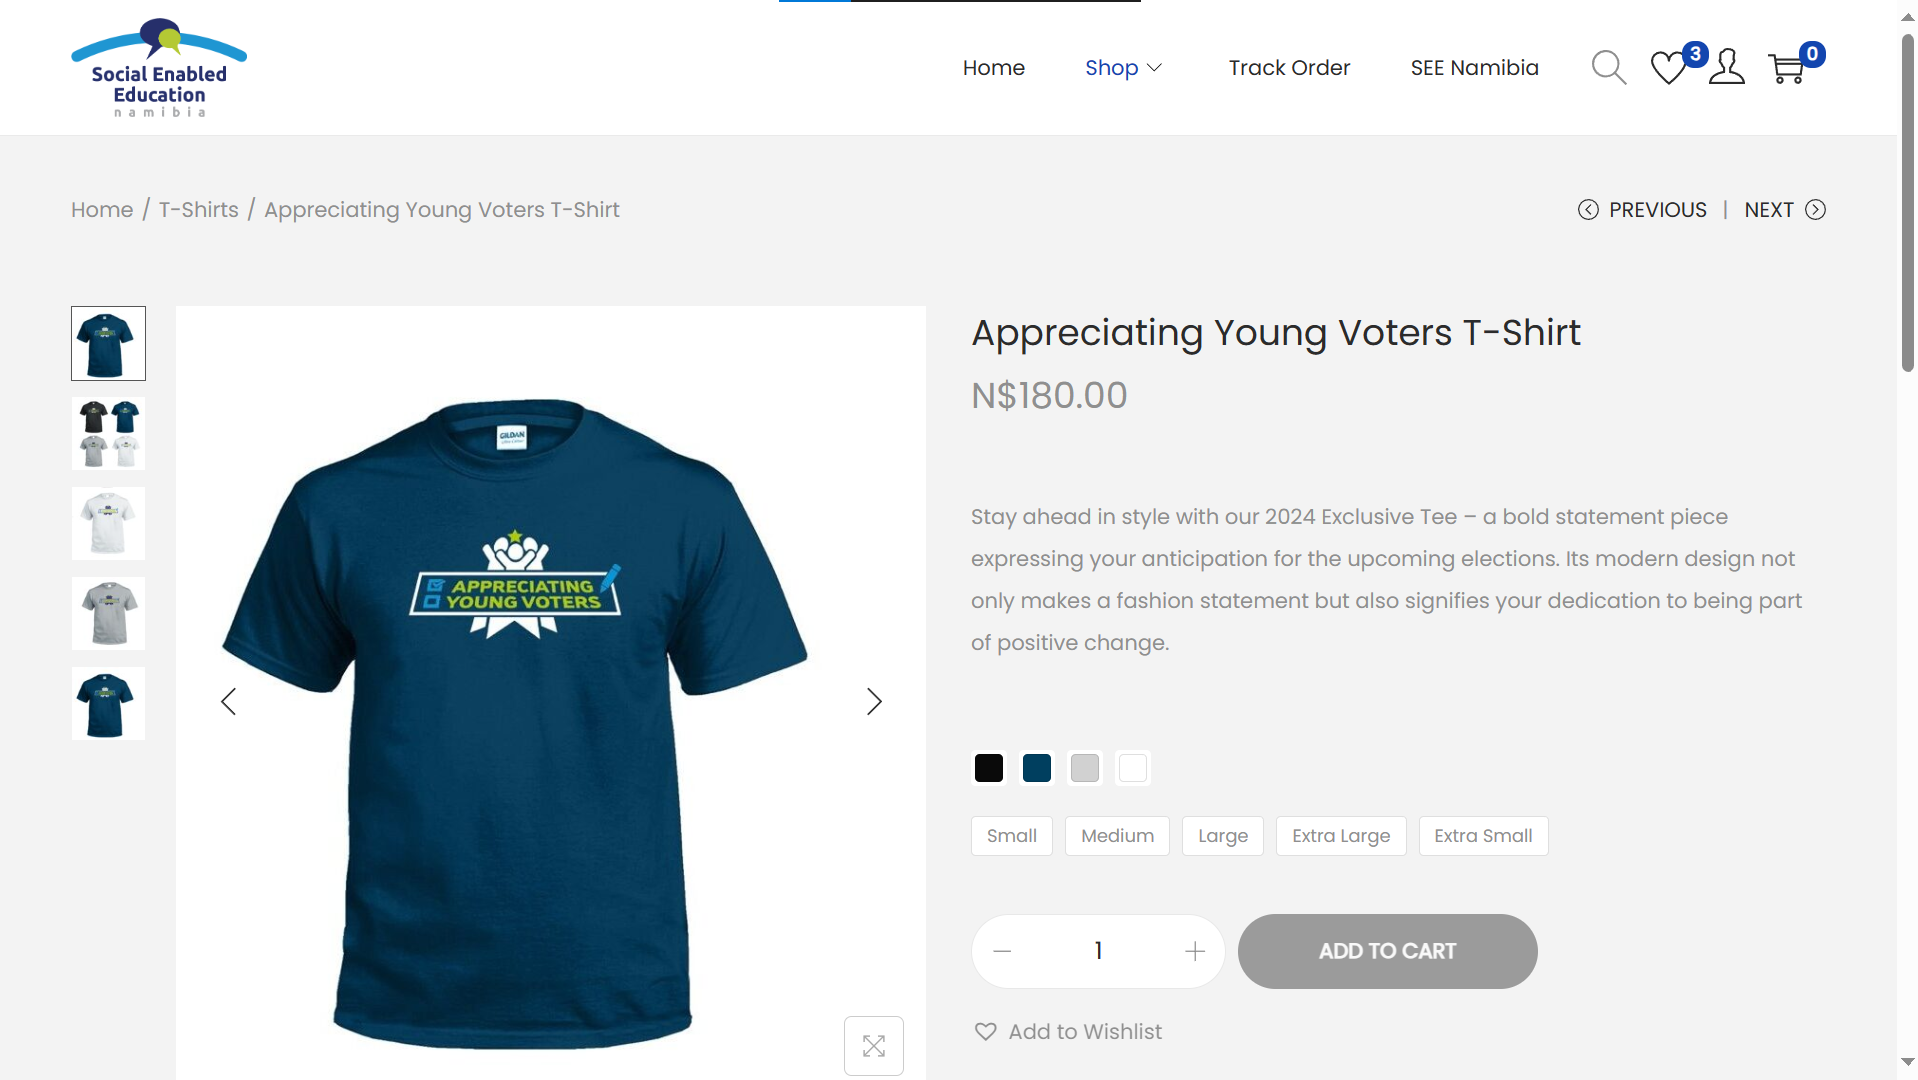 Social Enabled
Education
namibia
Home
Shop
Track Order
SEE Namibia
3
0
Home / T-Shirts / Appreciating Young Voters T-Shirt
PREVIOUS | NEXT
GILDAN
APPRECIATING
YOUNG VOTERS
Appreciating Young Voters T-Shirt
N$180.00
Stay ahead in style with our 2024 Exclusive Tee – a bold statement piece
expressing your anticipation for the upcoming elections. Its modern design not
only makes a fashion statement but also signifies your dedication to being part
of positive change.
Small
Medium
Large
Extra Large
Extra Small
1
ADD TO CART
Add to Wishlist